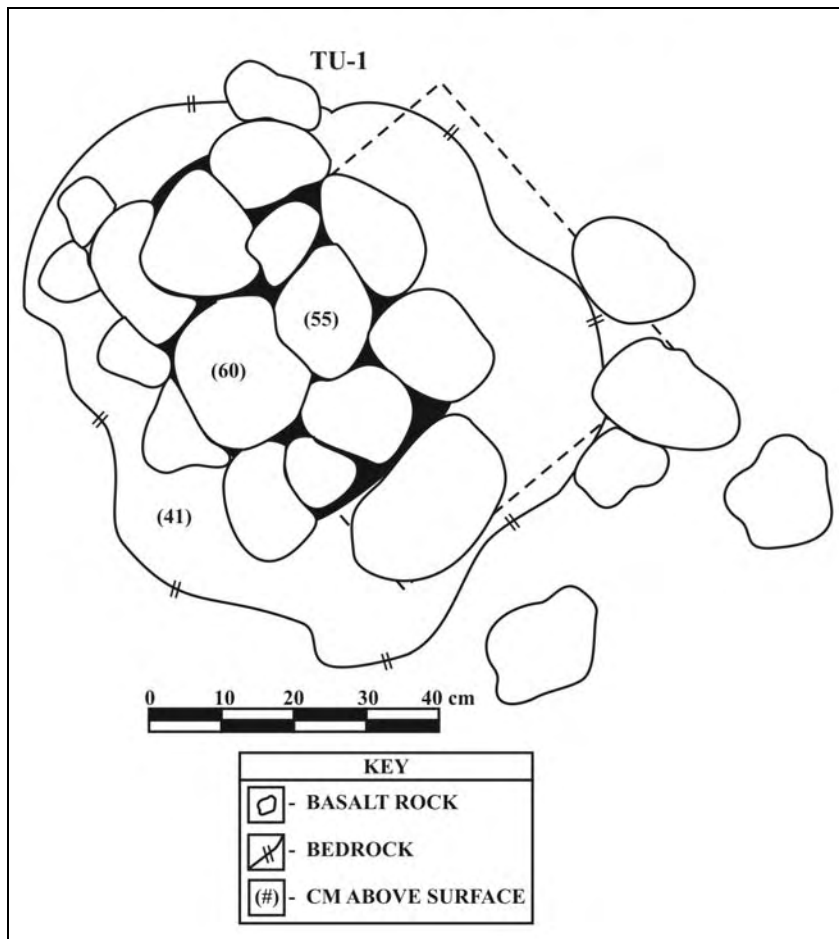 TU-1
(55)
(60)
(41)
0 10 20 30 40 cm
KEY
- BASALT ROCK
- BEDROCK
(#) - CM ABOVE SURFACE